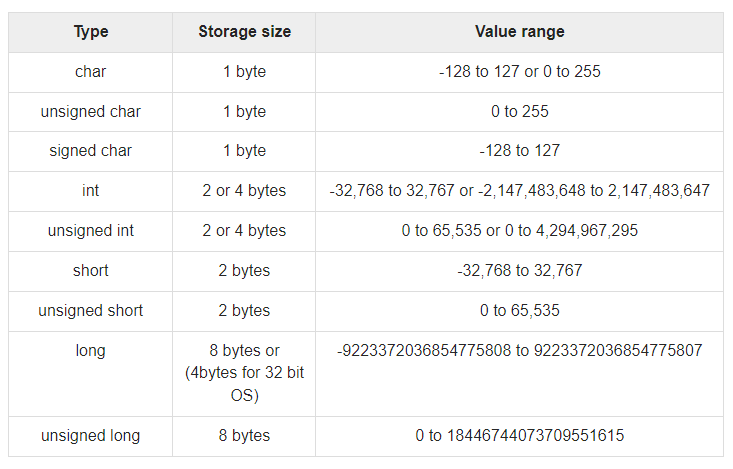 Type Storage size Value range
char 1 byte -128 to 127 or 0 to 255
unsigned char 1 byte 0 to 255
signed char 1 byte -128 to 127
int 2 or 4 bytes -32,768 to 32,767 or -2,147,483,648 to 2,147,483,647
unsigned int 2 or 4 bytes 0 to 65,535 or 0 to 4,294,967,295
short 2 bytes -32,768 to 32,767
unsigned short 2 bytes 0 to 65,535
long 8 bytes or -9223372036854775808 to 9223372036854775807
(4bytes for 32 bit
OS)
unsigned long 8 bytes 0 to 18446744073709551615